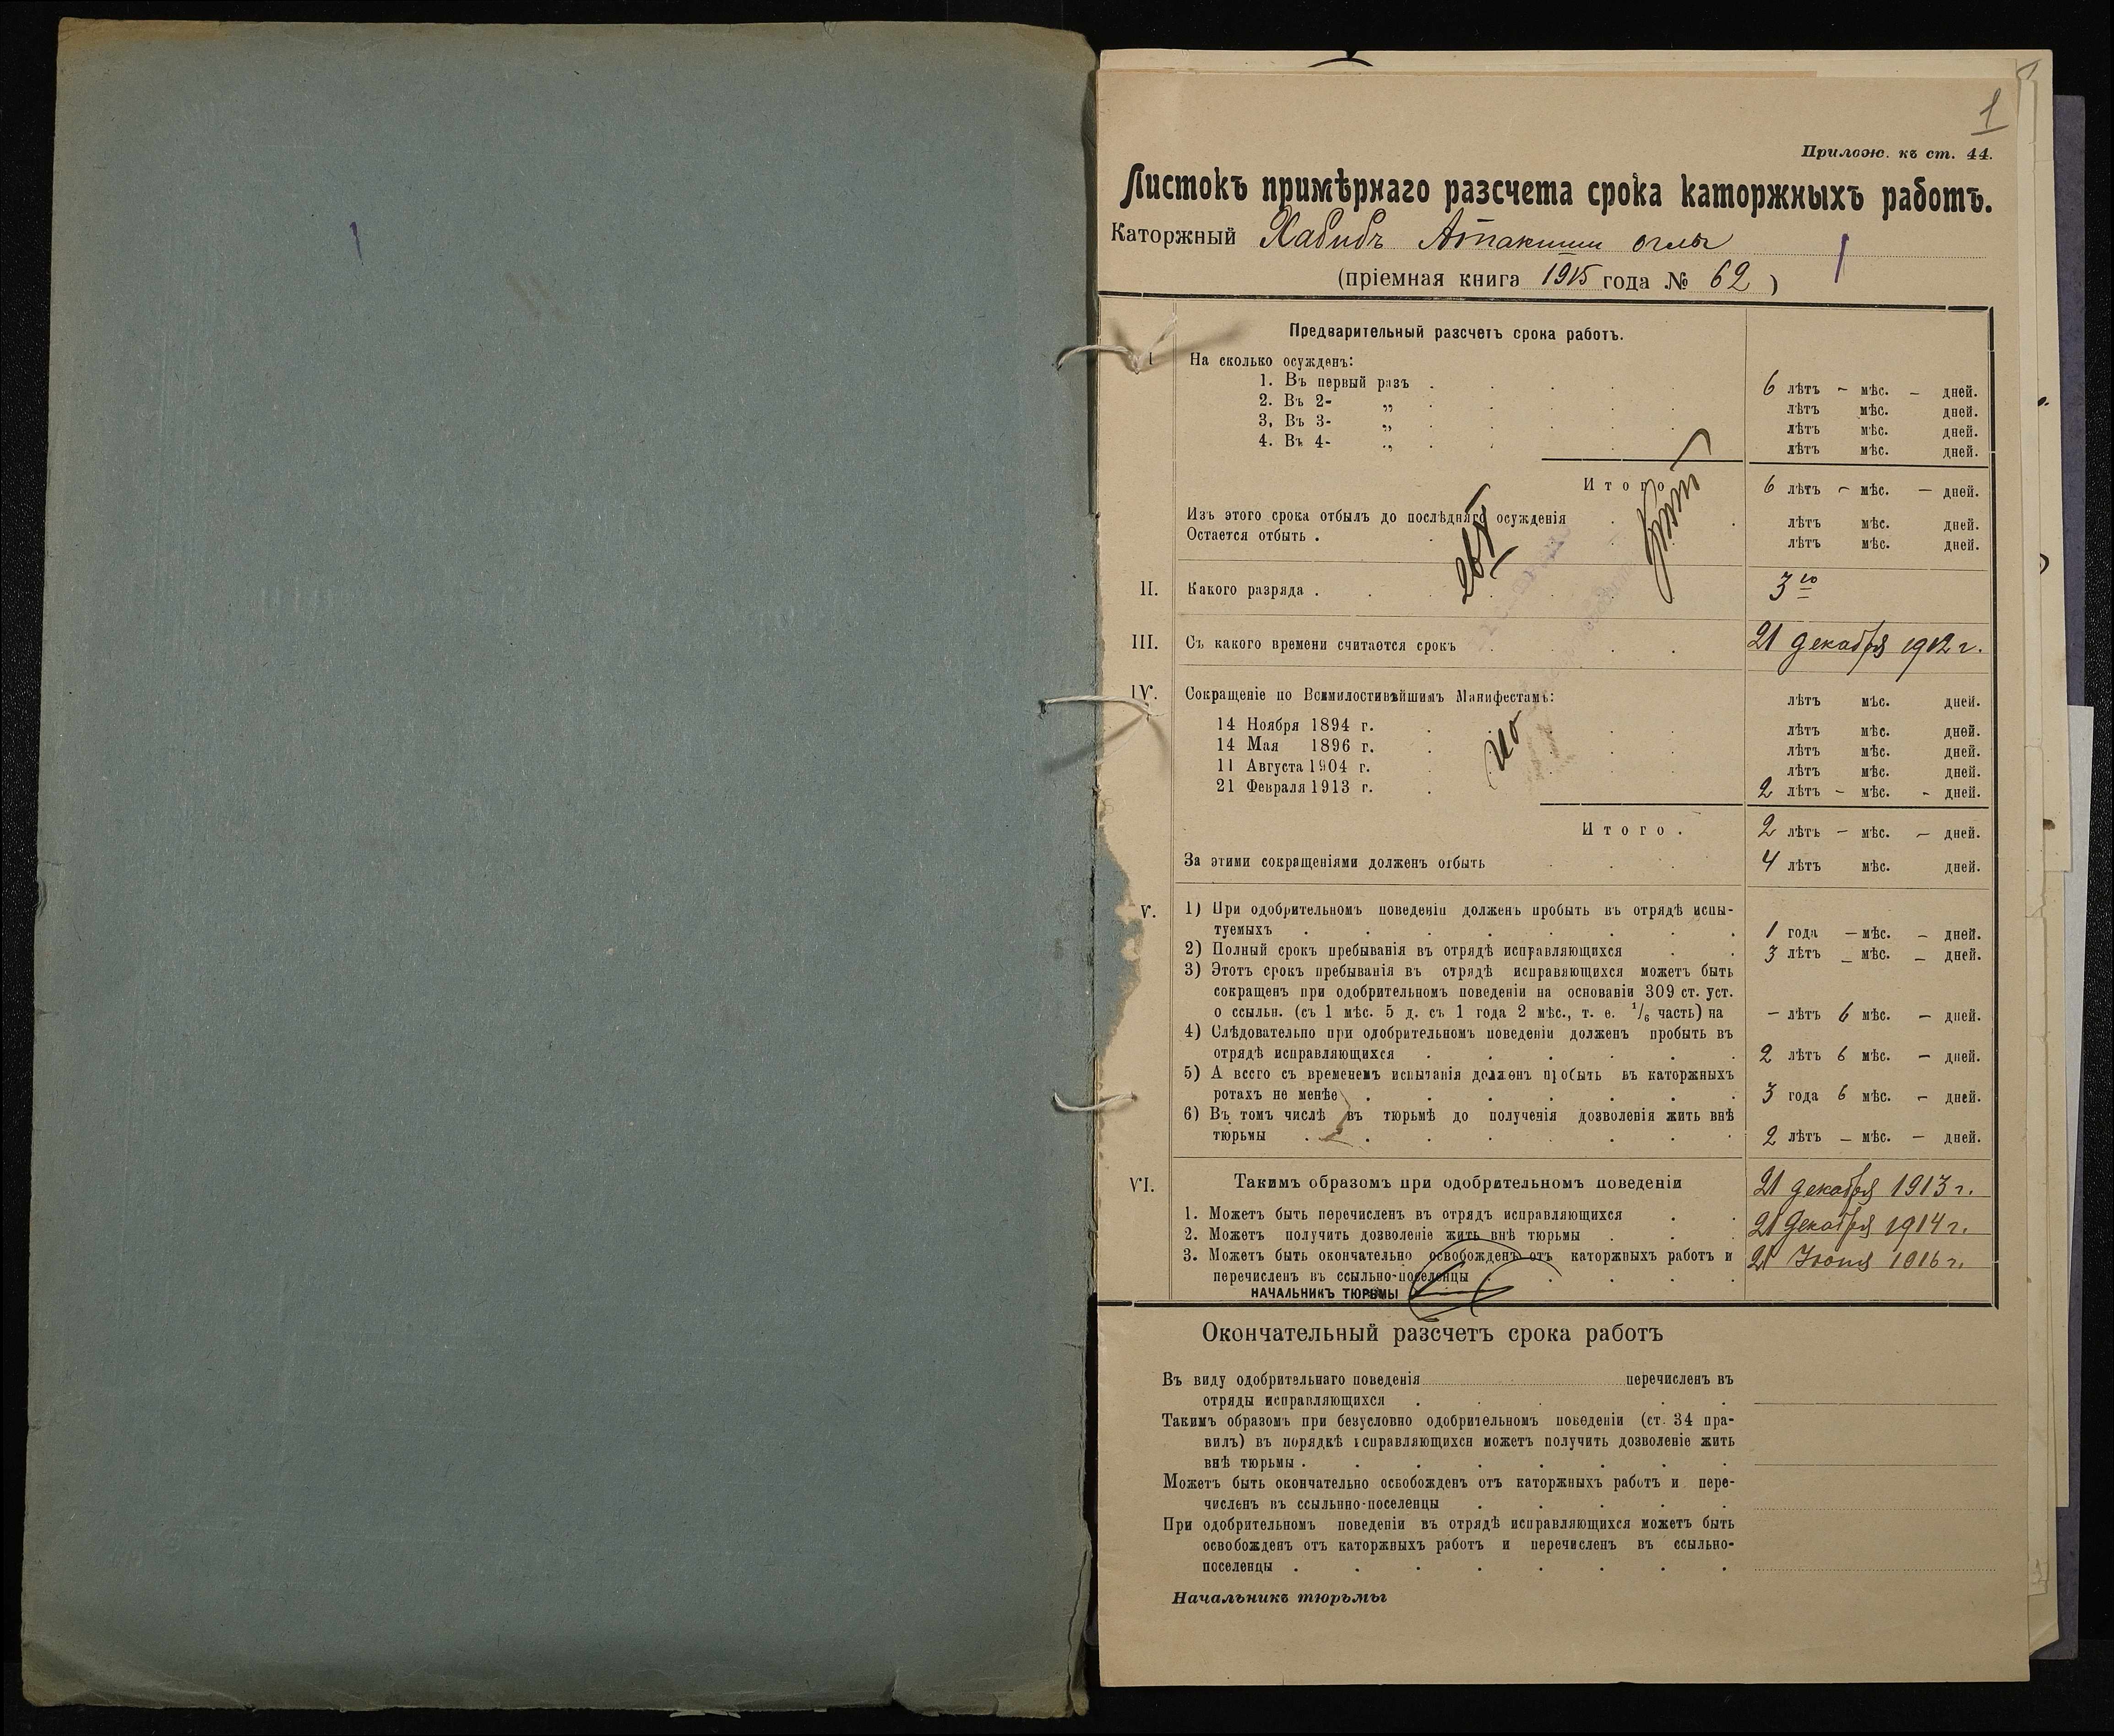 1
Прилож. къ ст. 44.
Листокъ примѣрнаго разсчета срока каторжныхъ работъ.
Каторжный Хабибъ Атакиши оглы
(пріемная книга 1915 года № 62)
Предварительный разсчетъ срока работъ.
I На сколько осужденъ:
1. Въ первый разъ 6 лѣтъ - мѣс. - дней.
2. Въ 2- „ лѣтъ мѣс. дней.
3. Въ 3- „ лѣтъ мѣс. дней.
4. Въ 4- „ лѣтъ мѣс. дней.
Итого 6 лѣтъ - мѣс. - дней.
Изъ этого срока отбылъ до послѣдняго осужденія лѣтъ мѣс. дней.
Остается отбыть . лѣтъ мѣс. дней.
II. Какого разряда . 3го
III. Съ какого времени считается срокъ 21 декабря 1912 г.
IV. Сокращеніе по Всемилостивѣйшимъ Манифестамъ: лѣтъ мѣс. дней.
14 Ноября 1894 г. лѣтъ мѣс. дней.
14 Мая 1896 г. лѣтъ мѣс. дней.
11 Августа 1904 г. лѣтъ мѣс. дней.
21 Февраля 1913 г. 2 лѣтъ - мѣс. - дней.
Итого. 2 лѣтъ - мѣс. - дней.
За этими сокращеніями долженъ отбыть 4 лѣтъ мѣс. дней.
V. 1) При одобрительномъ поведеніи долженъ пробыть въ отрядѣ испы-
туемыхъ 1 года - мѣс. - дней.
2) Полный срокъ пребыванія въ отрядѣ исправляющихся 3 лѣтъ - мѣс. - дней.
3) Этотъ срокъ пребыванія въ отрядѣ исправяющихся можетъ быть
сокращенъ при одобрительномъ поведеніи на основаніи 309 ст. уст.
о ссыльн. (съ 1 мѣс. 5 д. съ 1 года 2 мѣс., т. е. 1/6 часть) на - лѣтъ 6 мѣс. - дней.
4) Слѣдовательно при одобрительномъ поведеніи долженъ пробыть въ
отрядѣ исправляющихся 2 лѣтъ 6 мѣс. - дней.
5) А всего съ временемъ испытанія долженъ пробыть въ каторжныхъ
ротахъ не менѣе 3 года 6 мѣс. - дней.
6) Въ томъ числѣ въ тюрьмѣ до полученія дозволенія жить внѣ
тюрьмы 2 лѣтъ - мѣс. - дней.
VI. Такимъ образомъ при одобрительномъ поведеніи 21 декабря 1913 г.
1. Можетъ быть перечисленъ въ отрядъ исправляющихся
2. Можетъ получить дозволеніе жить внѣ тюрьмы 21 Декабря 1914 г.
3. Можетъ быть окончательно освобожденъ отъ каторжныхъ работъ и 21 Іюня 1916 г.
перечисленъ въ ссыльно-поселенцы
НАЧАЛЬНИКЪ ТЮРЬМЫ
Окончательный разсчетъ срока работъ
Въ виду одобрительнаго поведенія перечисленъ въ
отряды исправляющихся
Такимъ образомъ при безусловно одобрительномъ поведеніи (ст. 34 пра-
вилъ) въ порядкѣ исправляющихся можетъ получить дозволеніе жить
внѣ тюрьмы .
Можетъ быть окончательно освобожденъ отъ каторжныхъ работъ и пере-
численъ въ ссыльнно-поселенцы
При одобрительномъ поведеніи въ отрядѣ исправляющихся можетъ быть
освобожденъ отъ каторжныхъ работъ и перечисленъ въ ссыльно-
поселенцы
Начальникъ тюрьмы